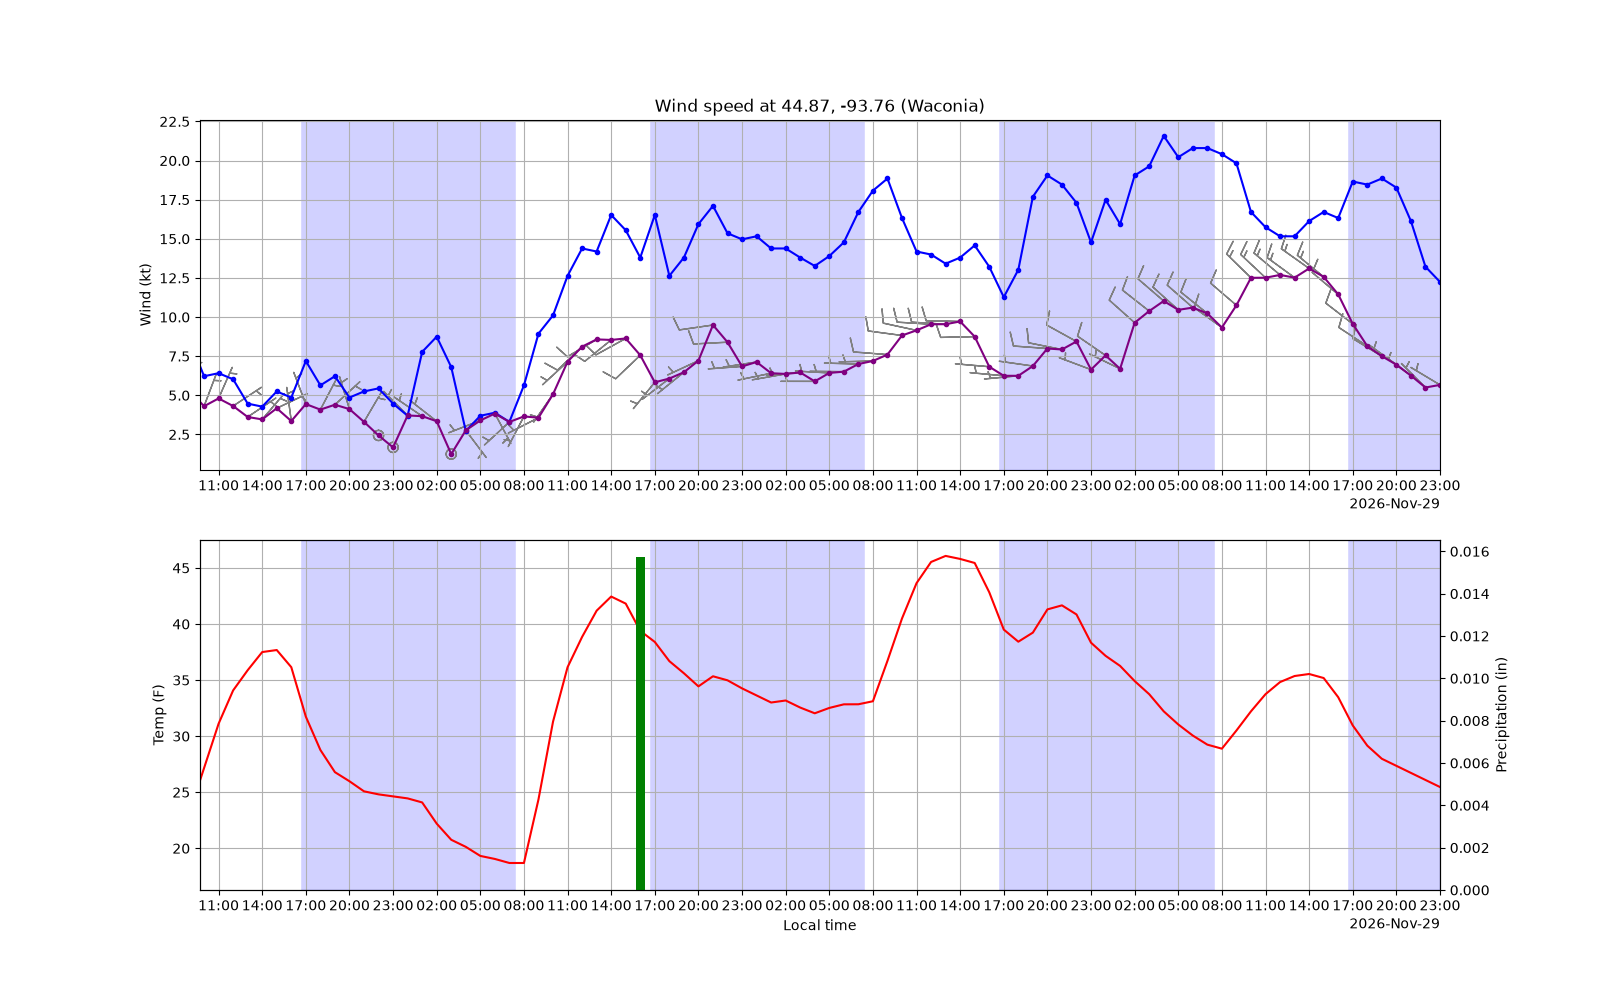 Wind speed at 44.87, -93.76 (Waconia)
22.5
20.0
17.5
15.0
12.5
10.0
7.5
5.0
2.5
Wind (kt)
11:00 14:00 17:00 20:00 23:00 02:00 05:00 08:00 11:00 14:00 17:00 20:00 23:00 02:00 05:00 08:00 11:00 14:00 17:00 20:00 23:00 02:00 05:00 08:00 11:00 14:00 17:00 20:00 23:00
2026-Nov-29
45
40
35
30
25
20
Temp (F)
0.016
0.014
0.012
0.010
0.008
0.006
0.004
0.002
0.000
Precipitation (in)
11:00 14:00 17:00 20:00 23:00 02:00 05:00 08:00 11:00 14:00 17:00 20:00 23:00 02:00 05:00 08:00 11:00 14:00 17:00 20:00 23:00 02:00 05:00 08:00 11:00 14:00 17:00 20:00 23:00
Local time
2026-Nov-29